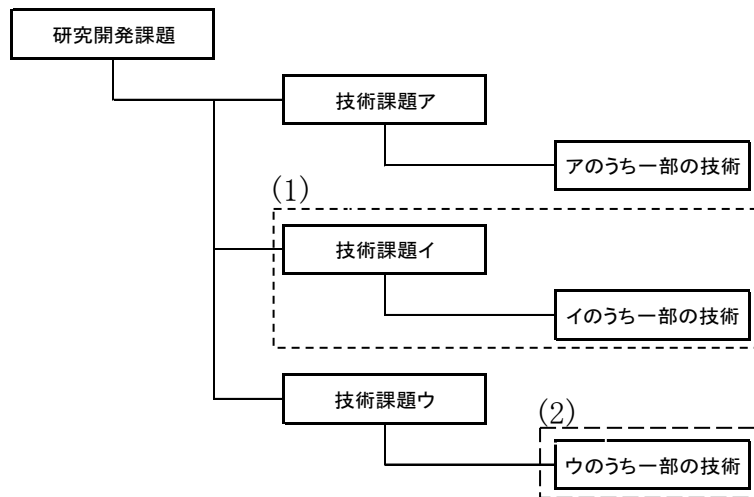 研究開発課題
技術課題ア
アのうち一部の技術
(1)
技術課題イ
イのうち一部の技術
技術課題ウ
(2)
ウのうち一部の技術